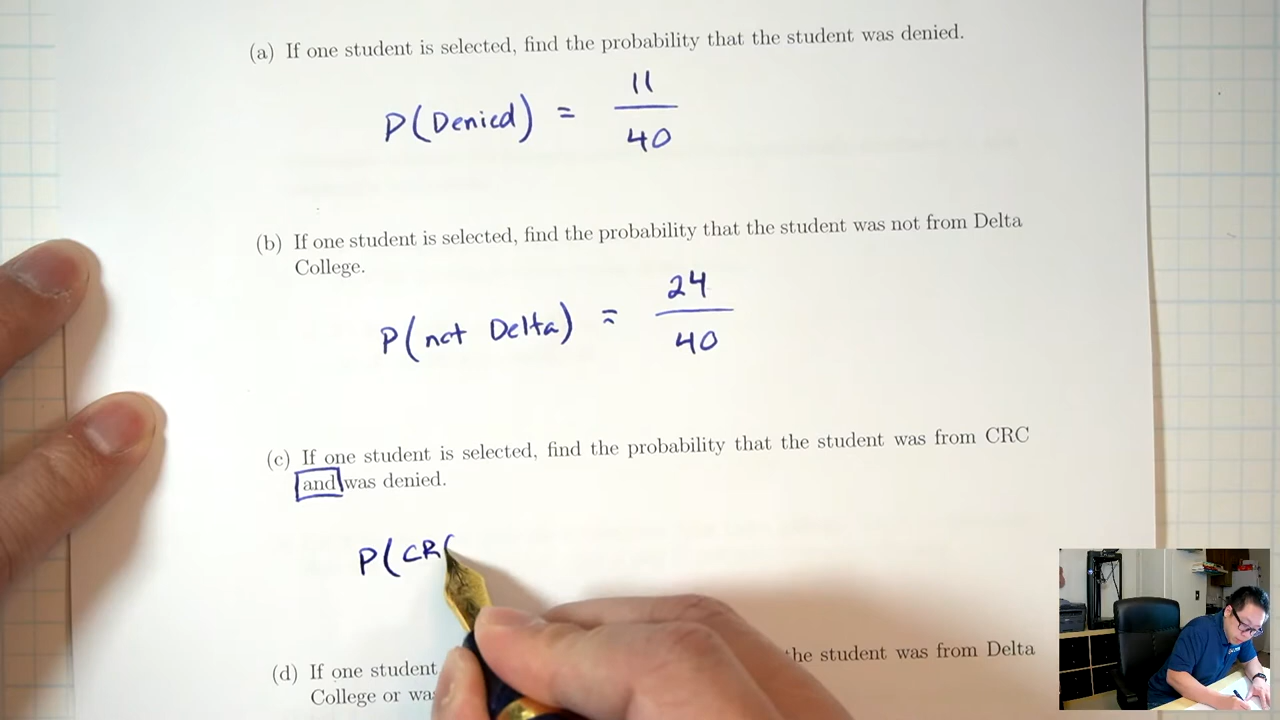 (a) If one student is selected, find the probability that the student was denied.
P(Denied) = 11/40
(b) If one student is selected, find the probability that the student was not from Delta
College.
P(not Delta) = 24/40
(c) If one student is selected, find the probability that the student was from CRC
and was denied.
P(CRC
(d) If one student the student was from Delta
College or